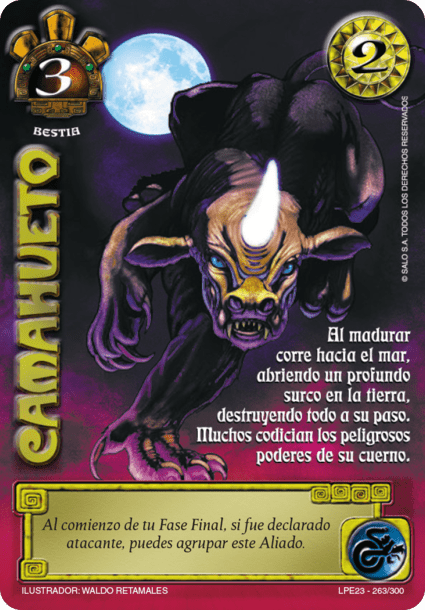 3
2
BESTIA
CAMAHUETO
© SALO S.A. TODOS LOS DERECHOS RESERVADOS
Al madurar
corre hacia el mar,
abriendo un profundo
surco en la tierra,
destruyendo todo a su paso.
Muchos codician los peligrosos
poderes de su cuerno.
Al comienzo de tu Fase Final, si fue declarado
atacante, puedes agrupar este Aliado.
ILUSTRADOR: WALDO RETAMALES
LPE23 - 263/300